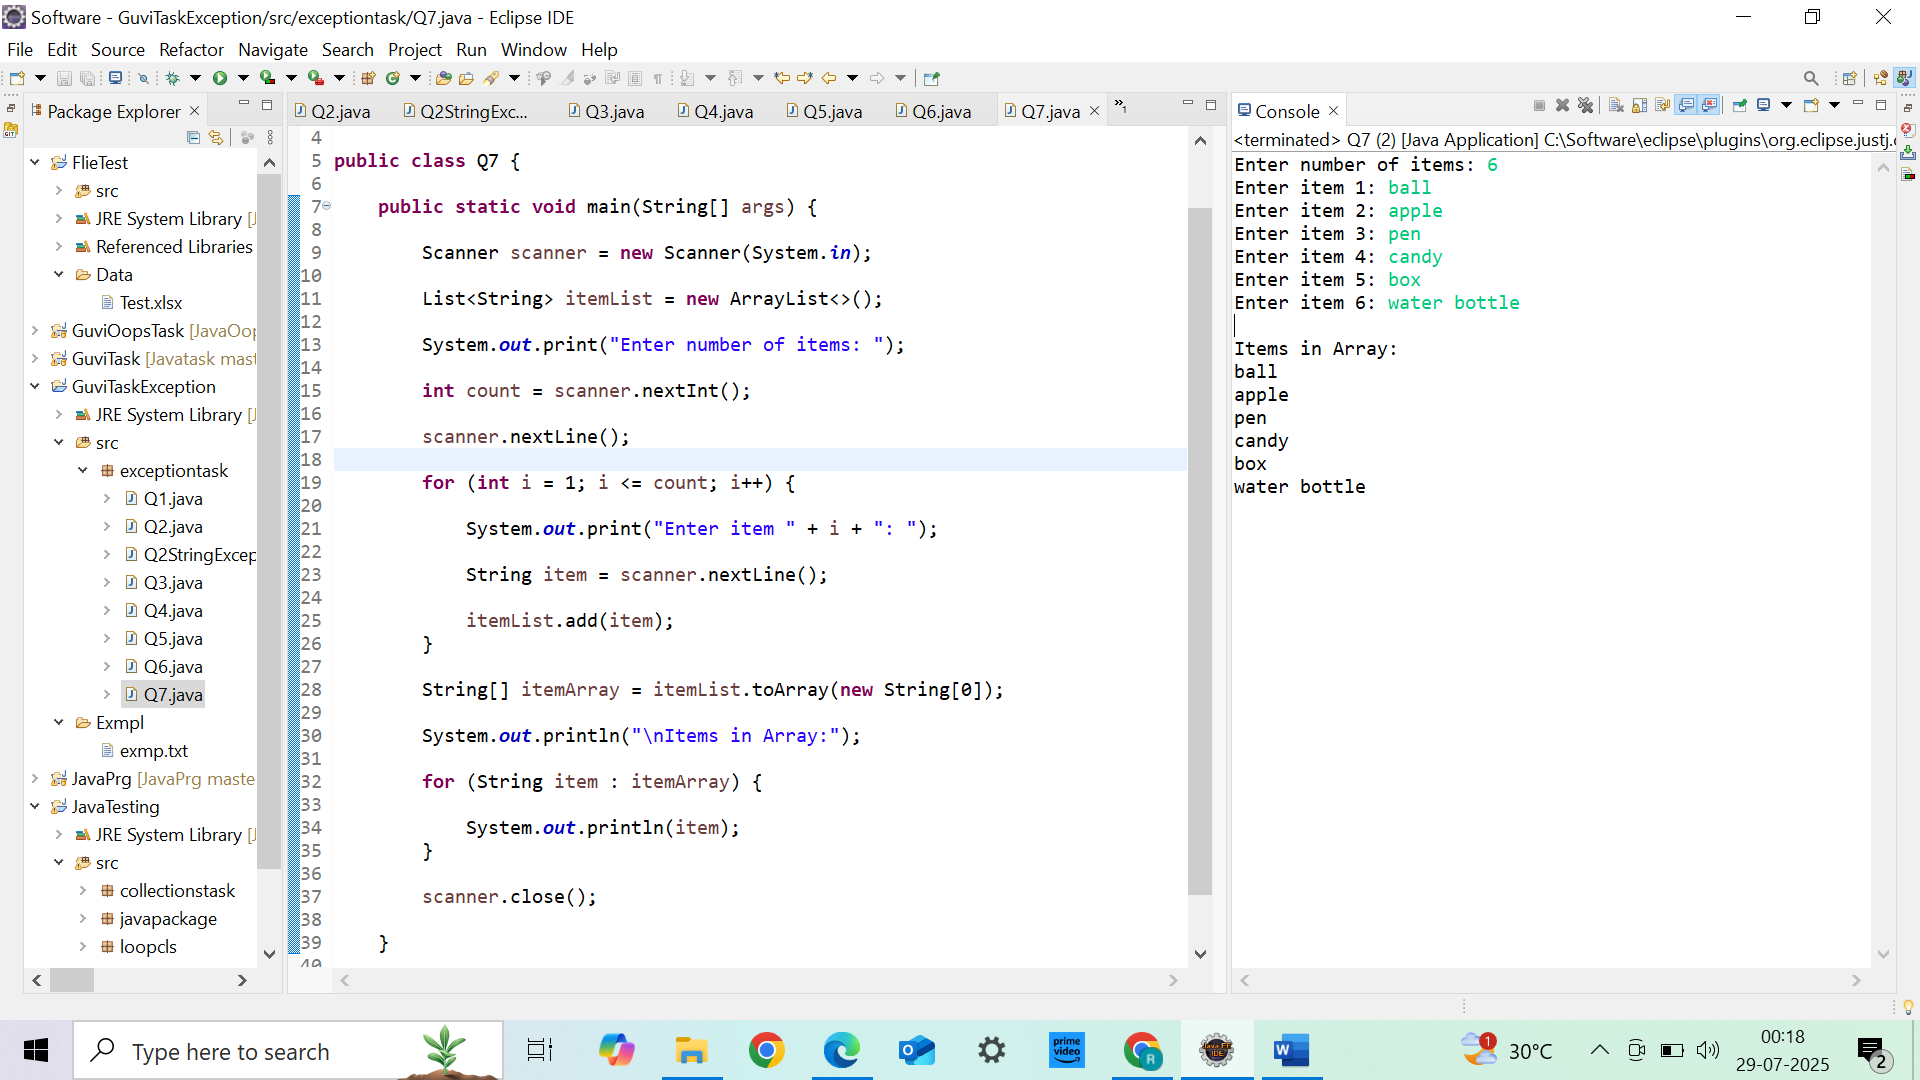 Software - GuviTaskException/src/exceptiontask/Q7.java - Eclipse IDE
File Edit Source Refactor Navigate Search Project Run Window Help
Package Explorer
FlieTest
src
JRE System Library [J
Referenced Libraries
Data
Test.xlsx
GuviOopsTask [JavaOop
GuviTask [Javatask mast
GuviTaskException
JRE System Library [J
src
exceptiontask
Q1.java
Q2.java
Q2StringExcep
Q3.java
Q4.java
Q5.java
Q6.java
Q7.java
Exmpl
exmp.txt
JavaPrg [JavaPrg maste
JavaTesting
JRE System Library [J
src
collectionstask
javapackage
loopcls
Q2.java Q2StringExc... Q3.java Q4.java Q5.java Q6.java Q7.java »1
4
5 public class Q7 {
6
7 public static void main(String[] args) {
8
9 Scanner scanner = new Scanner(System.in);
10
11 List<String> itemList = new ArrayList<>();
12
13 System.out.print("Enter number of items: ");
14
15 int count = scanner.nextInt();
16
17 scanner.nextLine();
18
19 for (int i = 1; i <= count; i++) {
20
21 System.out.print("Enter item " + i + ": ");
22
23 String item = scanner.nextLine();
24
25 itemList.add(item);
26 }
27
28 String[] itemArray = itemList.toArray(new String[0]);
29
30 System.out.println("\nItems in Array:");
31
32 for (String item : itemArray) {
33
34 System.out.println(item);
35 }
36
37 scanner.close();
38
39 }
40
Console
<terminated> Q7 (2) [Java Application] C:\Software\eclipse\plugins\org.eclipse.justj.
Enter number of items: 6
Enter item 1: ball
Enter item 2: apple
Enter item 3: pen
Enter item 4: candy
Enter item 5: box
Enter item 6: water bottle
Items in Array:
ball
apple
pen
candy
box
water bottle
Type here to search
prime video
1
30°C
00:18
29-07-2025
2